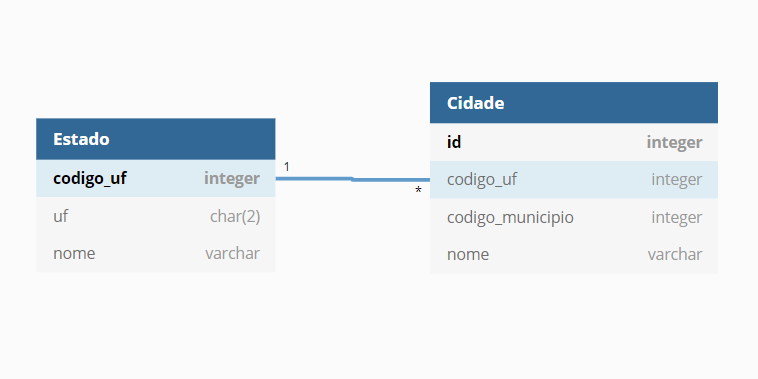 Estado
codigo_uf integer
uf char(2)
nome varchar
1
*
Cidade
id integer
codigo_uf integer
codigo_municipio integer
nome varchar